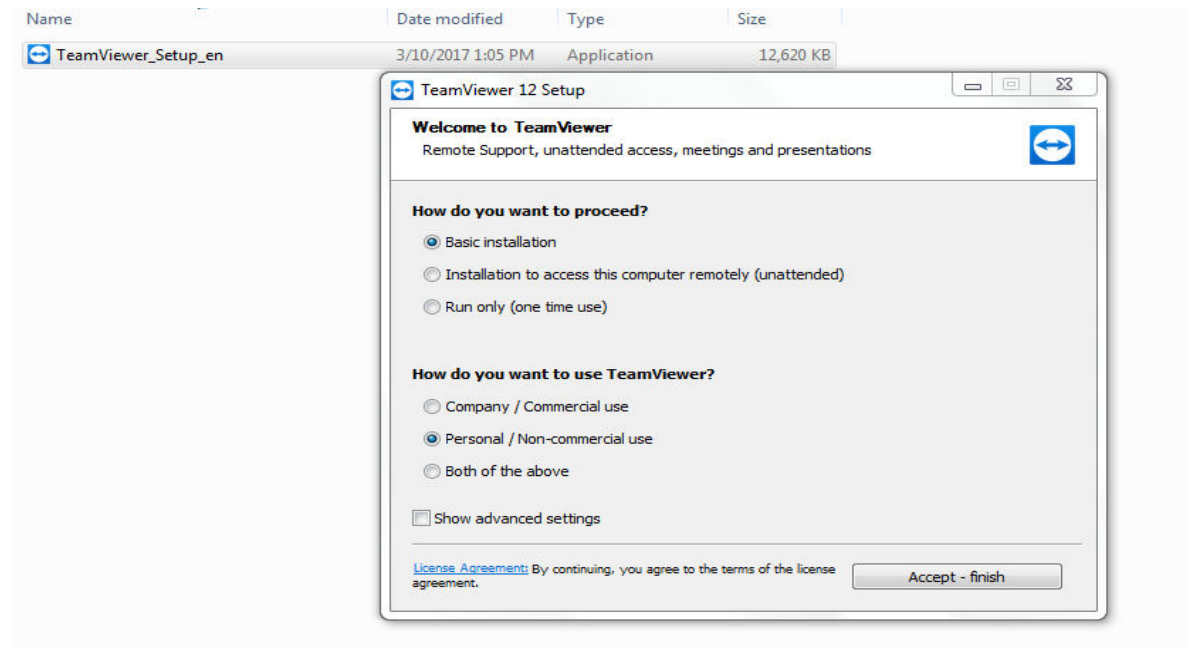 Name Date modified Type Size
TeamViewer_Setup_en 3/10/2017 1:05 PM Application 12,620 KB
TeamViewer 12 Setup
Welcome to TeamViewer
Remote Support, unattended access, meetings and presentations
How do you want to proceed?
Basic installation
Installation to access this computer remotely (unattended)
Run only (one time use)
How do you want to use TeamViewer?
Company / Commercial use
Personal / Non-commercial use
Both of the above
Show advanced settings
License Agreement: By continuing, you agree to the terms of the license
agreement.
Accept - finish